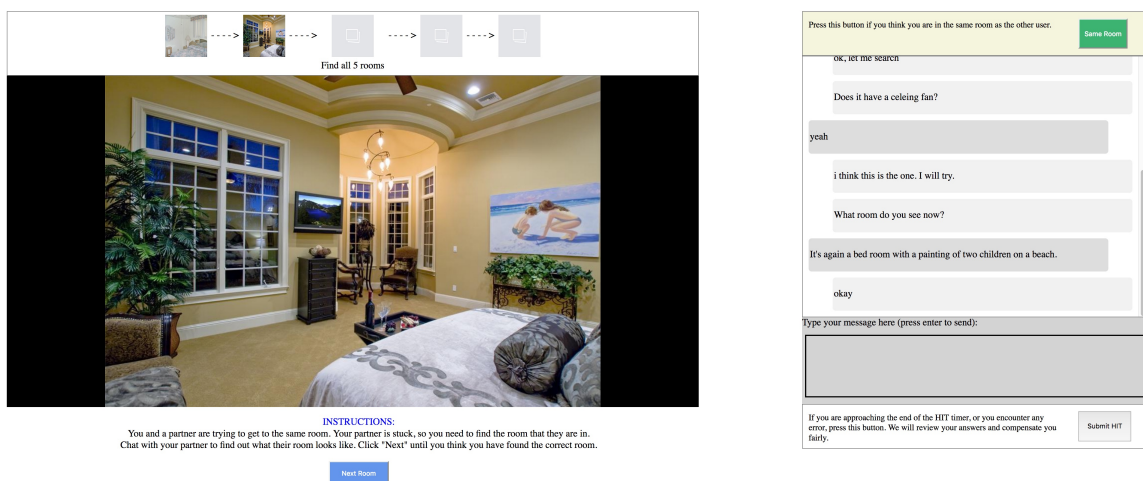 ---->
---->
---->
---->
Find all 5 rooms
INSTRUCTIONS:
You and a partner are trying to get to the same room. Your partner is stuck, so you need to find the room that they are in.
Chat with your partner to find out what their room looks like. Click "Next" until you think you have found the correct room.
Next Room
Press this button if you think you are in the same room as the other user.
Same Room
ok, let me search
Does it have a celeing fan?
yeah
i think this is the one. I will try.
What room do you see now?
It's again a bed room with a painting of two children on a beach.
okay
Type your message here (press enter to send):
If you are approaching the end of the HIT timer, or you encounter any
error, press this button. We will review your answers and compensate you
fairly.
Submit HIT